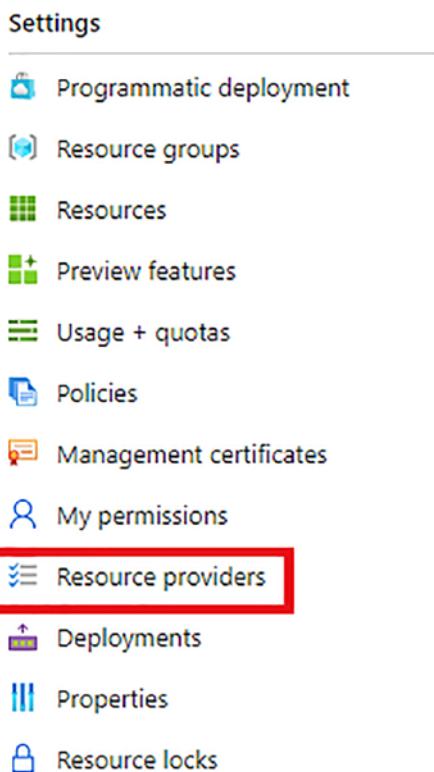 Settings
Programmatic deployment
Resource groups
Resources
Preview features
Usage + quotas
Policies
Management certificates
My permissions
Resource providers
Deployments
Properties
Resource locks